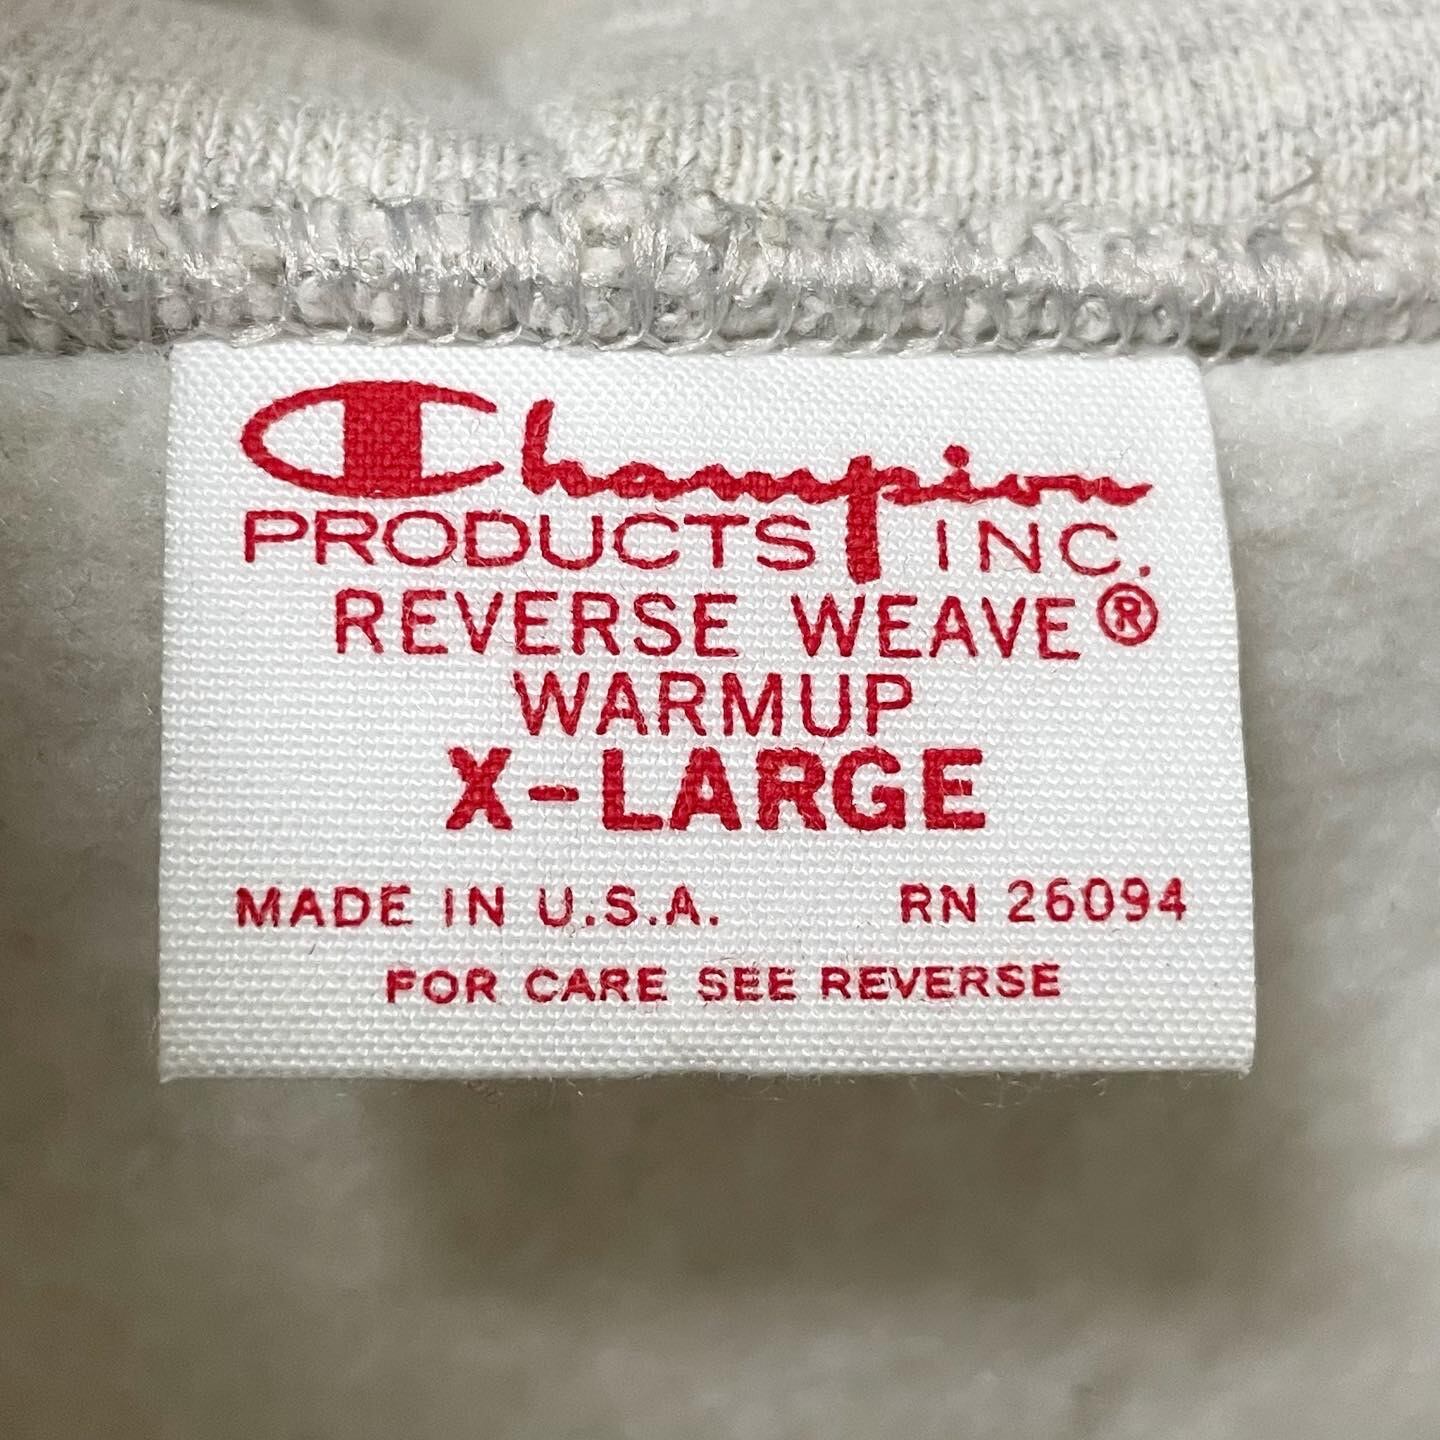 Champion
PRODUCTS INC.
REVERSE WEAVE®
WARMUP
X-LARGE
MADE IN U.S.A. RN 26094
FOR CARE SEE REVERSE